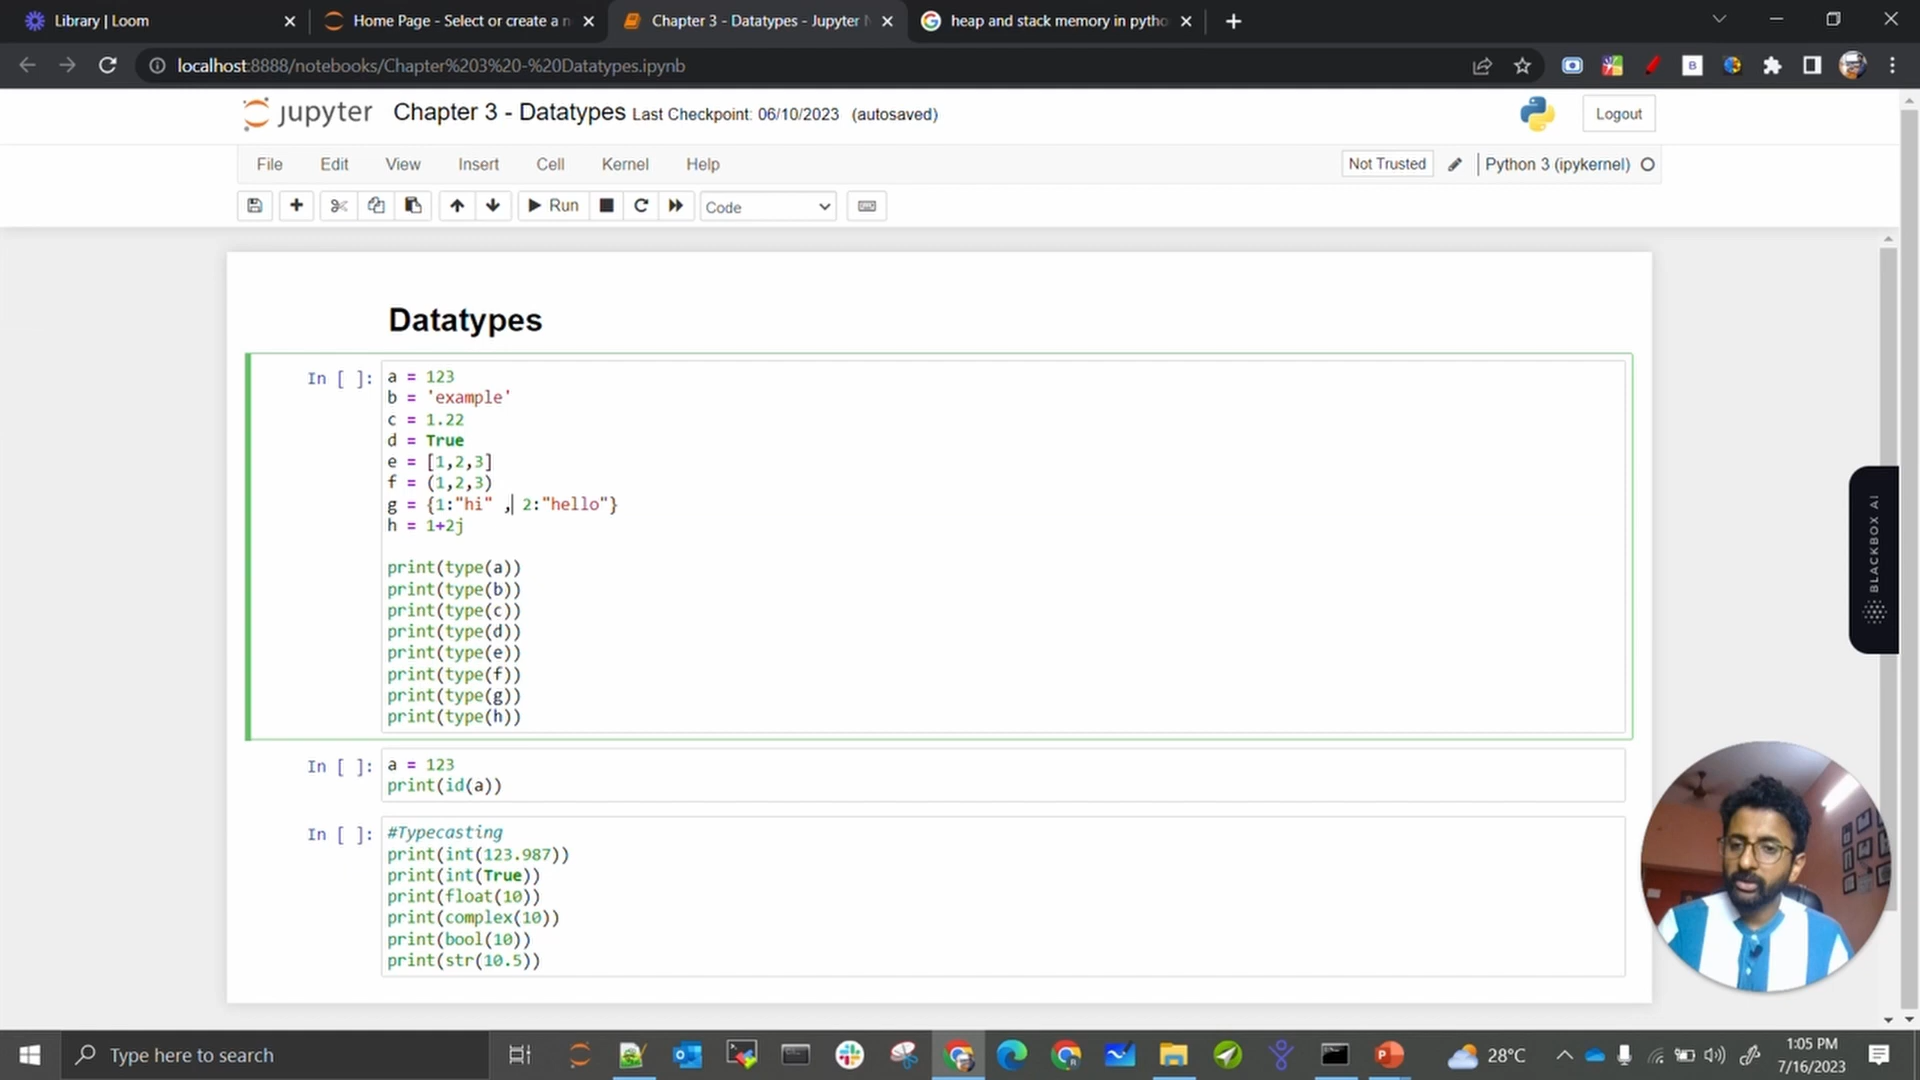 Library | Loom
Home Page - Select or create a n
Chapter 3 - Datatypes - Jupyter N
heap and stack memory in pytho
localhost:8888/notebooks/Chapter%203%20-%20Datatypes.ipynb
jupyter
Chapter 3 - Datatypes Last Checkpoint: 06/10/2023 (autosaved)
Logout
File Edit View Insert Cell Kernel Help
Not Trusted
Python 3 (ipykernel)
Run
Code
Datatypes
In [ ]:
a = 123
b = 'example'
c = 1.22
d = True
e = [1,2,3]
f = (1,2,3)
g = {1:"hi" , 2:"hello"}
h = 1+2j
print(type(a))
print(type(b))
print(type(c))
print(type(d))
print(type(e))
print(type(f))
print(type(g))
print(type(h))
In [ ]:
a = 123
print(id(a))
In [ ]:
#Typecasting
print(int(123.987))
print(int(True))
print(float(10))
print(complex(10))
print(bool(10))
print(str(10.5))
BLACKBOX AI
Type here to search
28°C
1:05 PM
7/16/2023